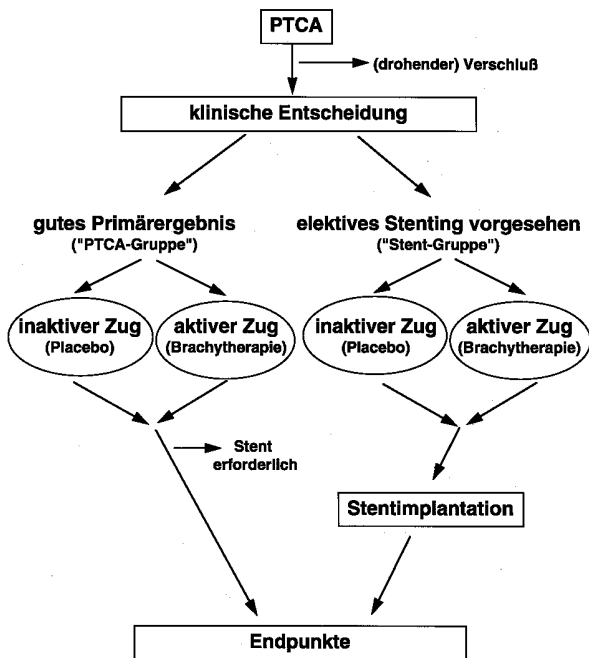 PTCA
(drohender) Verschluß
klinische Entscheidung
gutes Primärergebnis
("PTCA-Gruppe")
elektives Stenting vorgesehen
("Stent-Gruppe")
inaktiver Zug
(Placebo)
aktiver Zug
(Brachytherapie)
inaktiver Zug
(Placebo)
aktiver Zug
(Brachytherapie)
Stent
erforderlich
Stentimplantation
Endpunkte